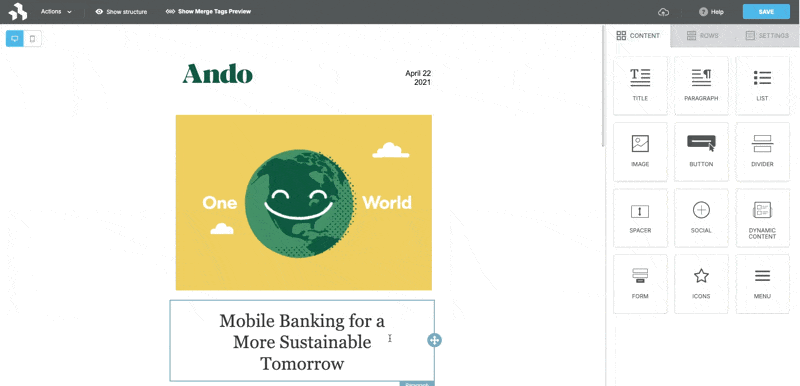 Actions
Show structure
Show Merge Tags Preview
Help
SAVE
CONTENT
ROWS
SETTINGS
Ando
April 22
2021
One World
Mobile Banking for a
More Sustainable
Tomorrow
TITLE
PARAGRAPH
LIST
IMAGE
BUTTON
DIVIDER
SPACER
SOCIAL
DYNAMIC
CONTENT
FORM
ICONS
MENU